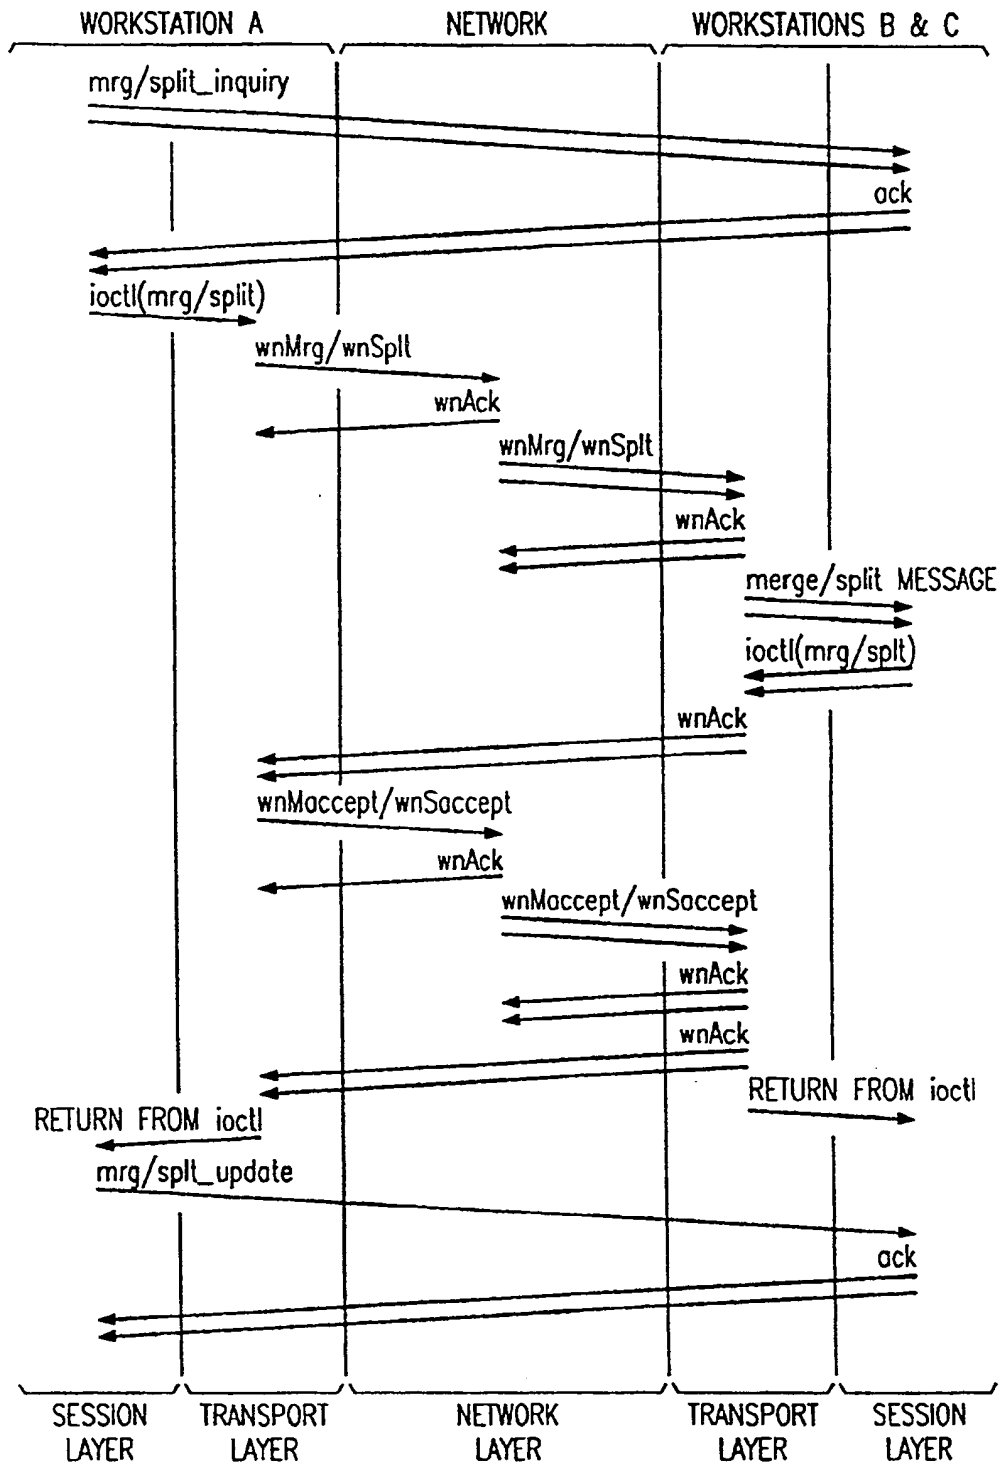 WORKSTATION A
NETWORK
WORKSTATIONS B & C
mrg/split_inquiry
ack
ioctl(mrg/split)
wnMrg/wnSplt
wnAck
wnMrg/wnSplt
wnAck
merge/split MESSAGE
ioctl(mrg/splt)
wnAck
wnMaccept/wnSaccept
wnAck
wnMaccept/wnSaccept
wnAck
wnAck
RETURN FROM ioctl
RETURN FROM ioctl
mrg/splt_update
ack
SESSION
LAYER
TRANSPORT
LAYER
NETWORK
LAYER
TRANSPORT
LAYER
SESSION
LAYER